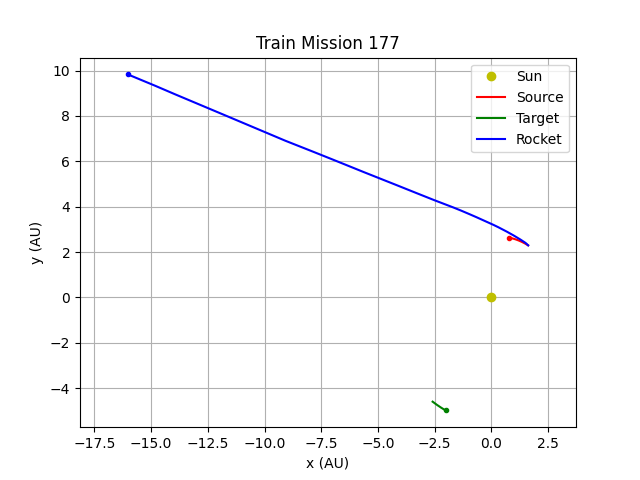 Train Mission 177
Sun
Source
Target
Rocket
10
8
6
4
2
0
−2
−4
y (AU)
−17.5 −15.0 −12.5 −10.0 −7.5 −5.0 −2.5 0.0 2.5
x (AU)